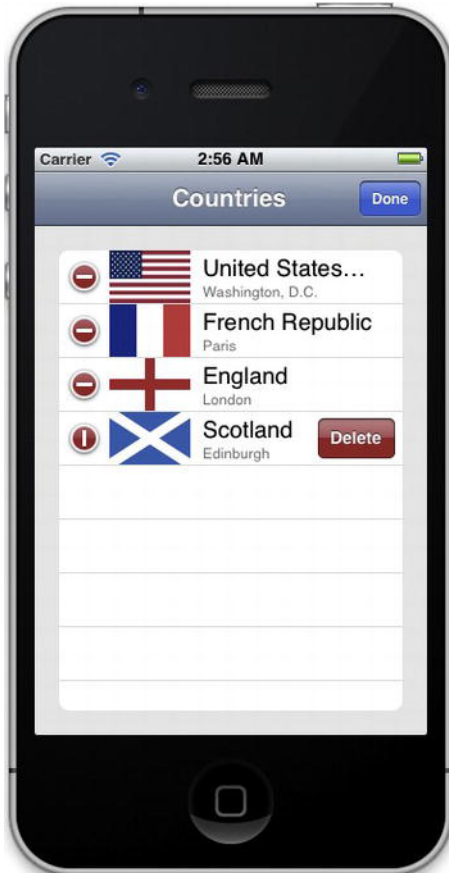 Carrier 2:56 AM
Countries Done
United States...
Washington, D.C.
French Republic
Paris
England
London
Scotland Delete
Edinburgh